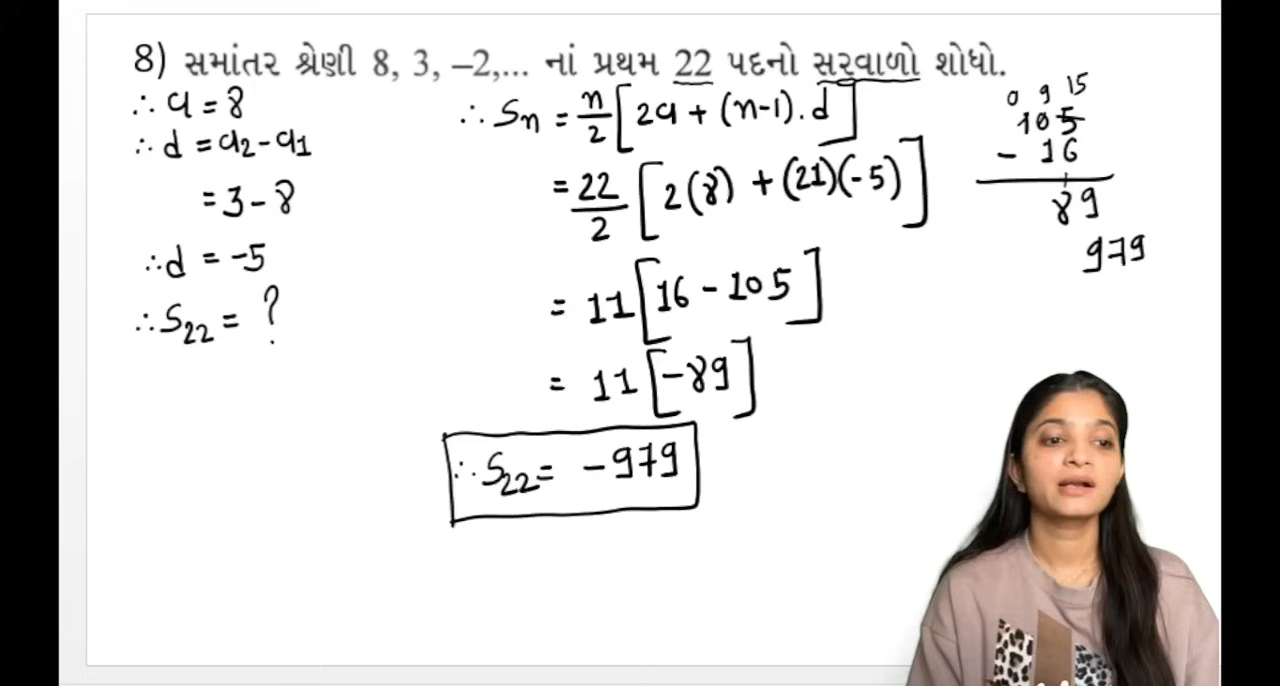 8) સમાંતર શ્રેણી 8, 3, –2,... નાં પ્રથમ 22 પદનો સરવાળો શોધો.
∴ a = 8
∴ d = a2 - a1
= 3 - 8
∴ d = -5
∴ S22 = ?
∴ Sn = n/2 [2a + (n-1).d]
= 22/2 [2(8) + (21)(-5)]
= 11 [16 - 105]
= 11 [-89]
∴ S22 = -979
0 9 15
105
- 16
89
979